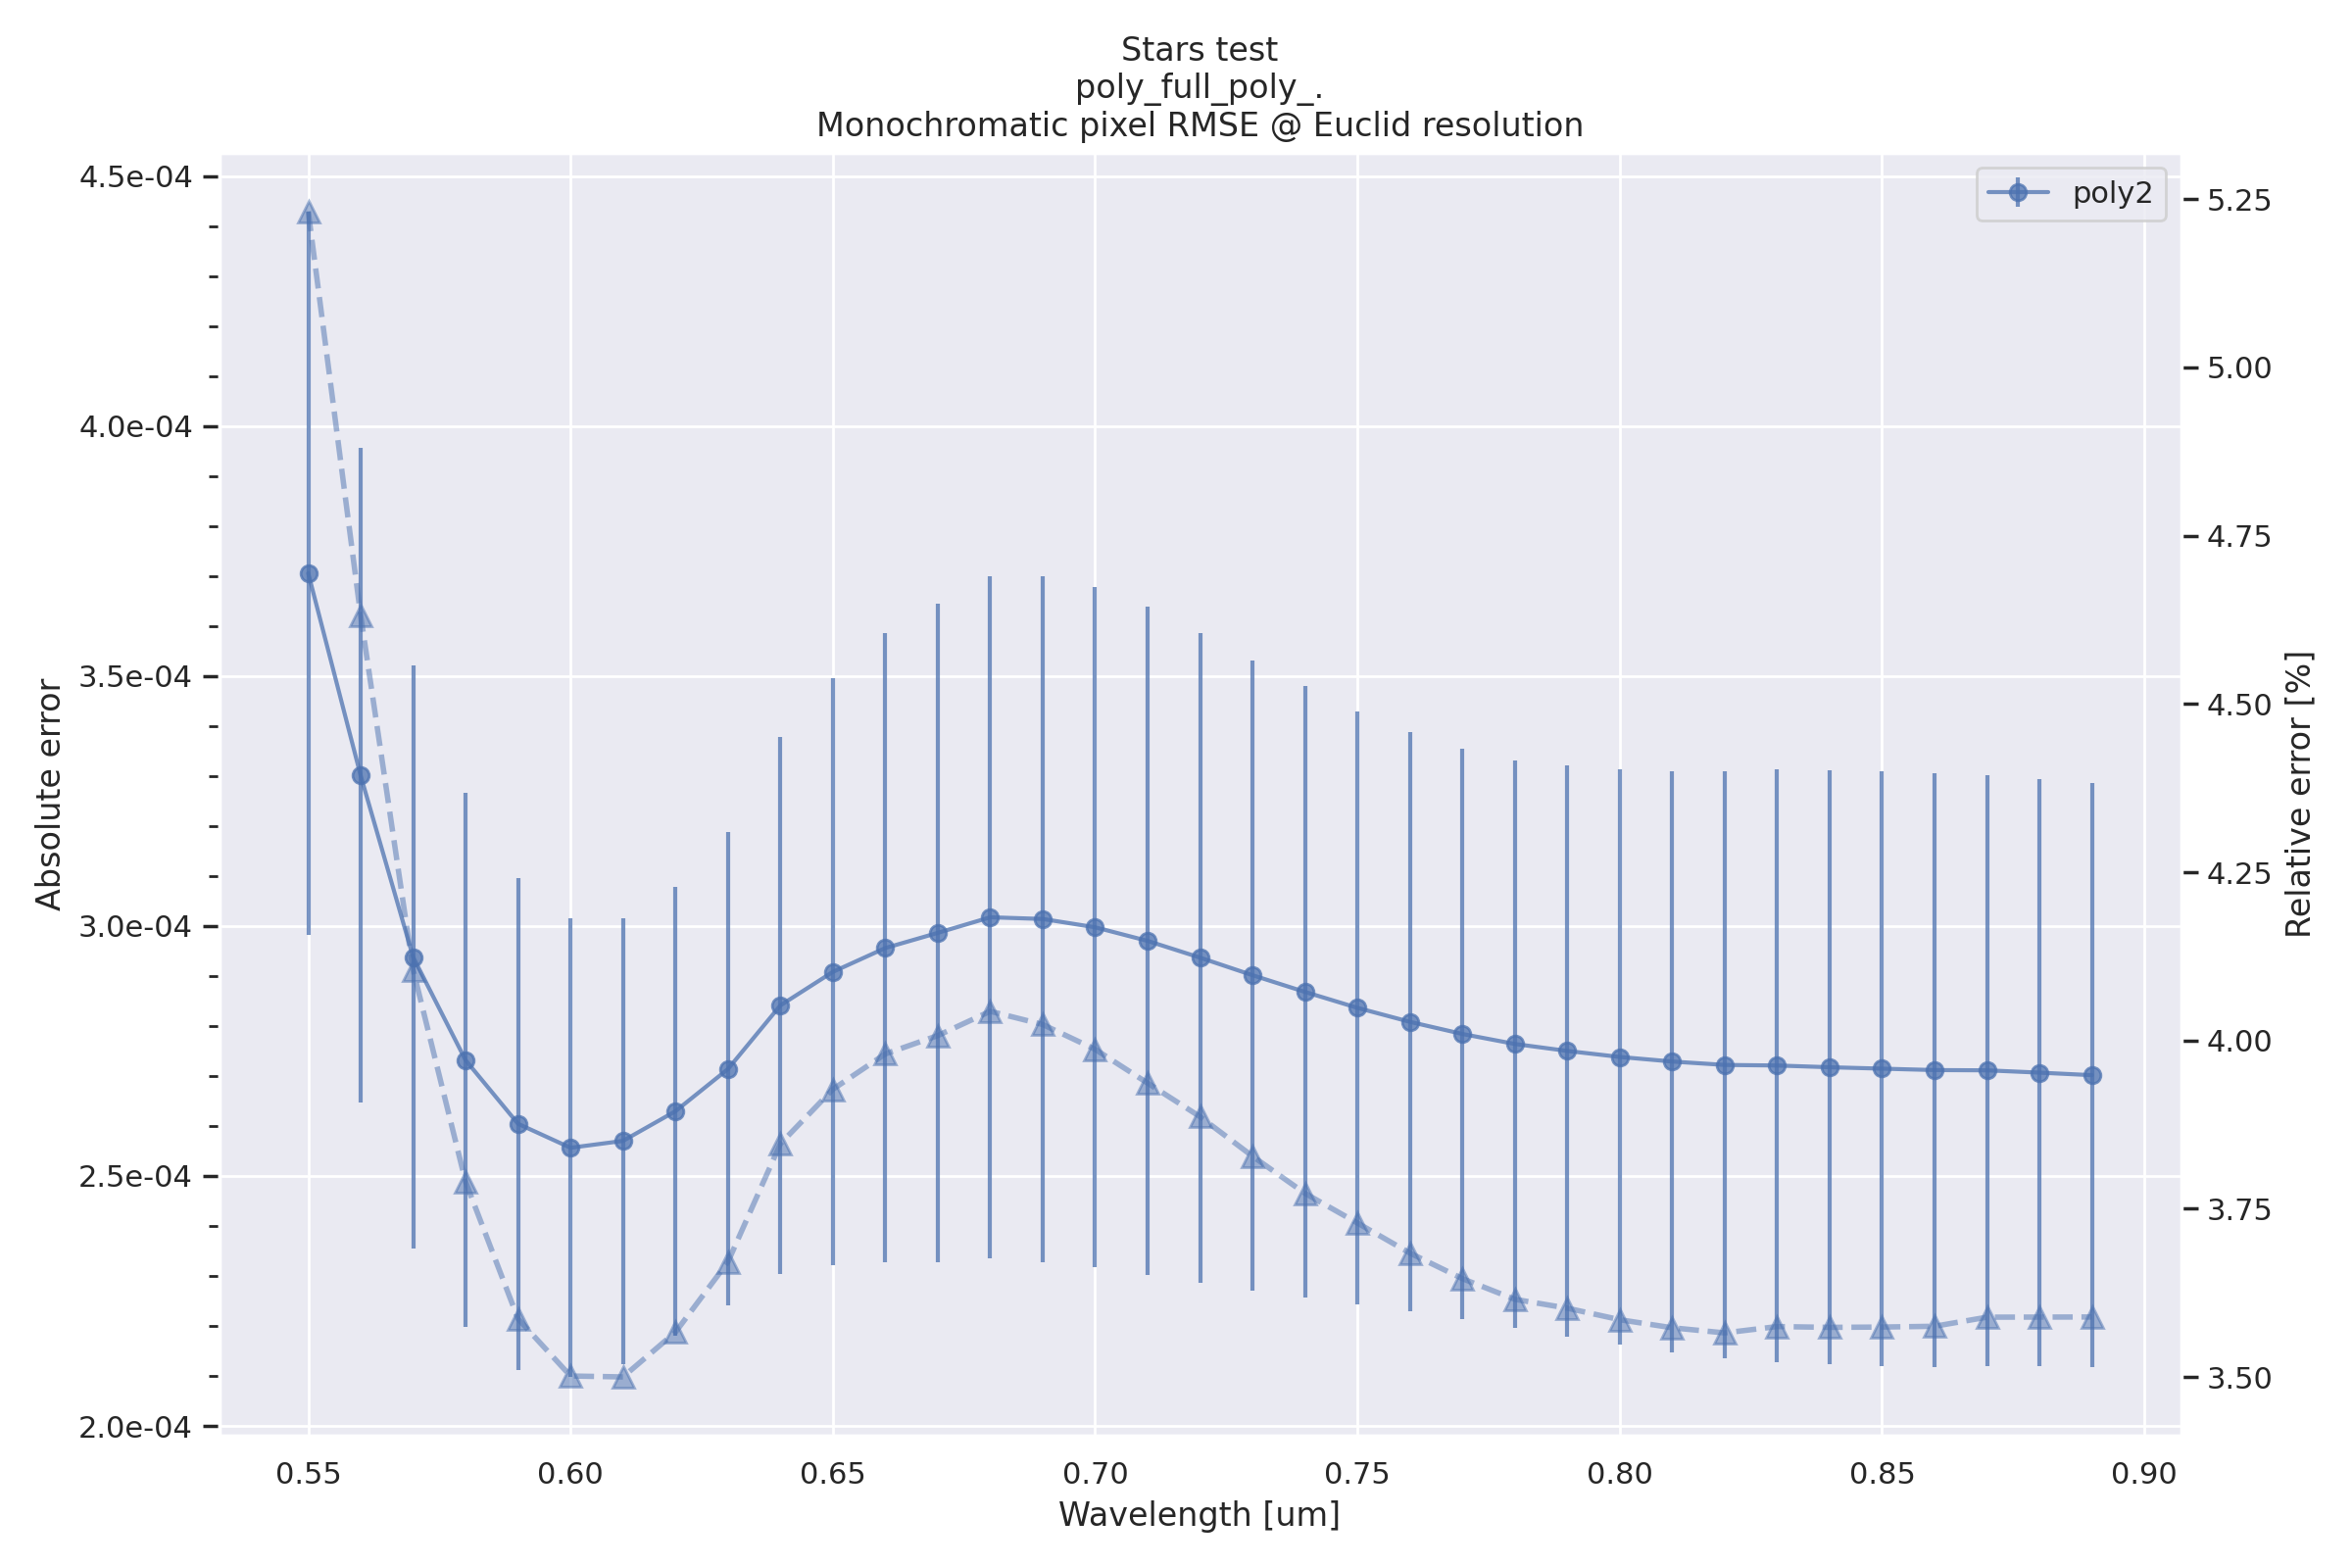 Stars test
poly_full_poly_.
Monochromatic pixel RMSE @ Euclid resolution
poly2
Absolute error
4.5e-04
4.0e-04
3.5e-04
3.0e-04
2.5e-04
2.0e-04
5.25
5.00
4.75
4.50
4.25
4.00
3.75
3.50
Relative error [%]
0.55 0.60 0.65 0.70 0.75 0.80 0.85 0.90
Wavelength [um]